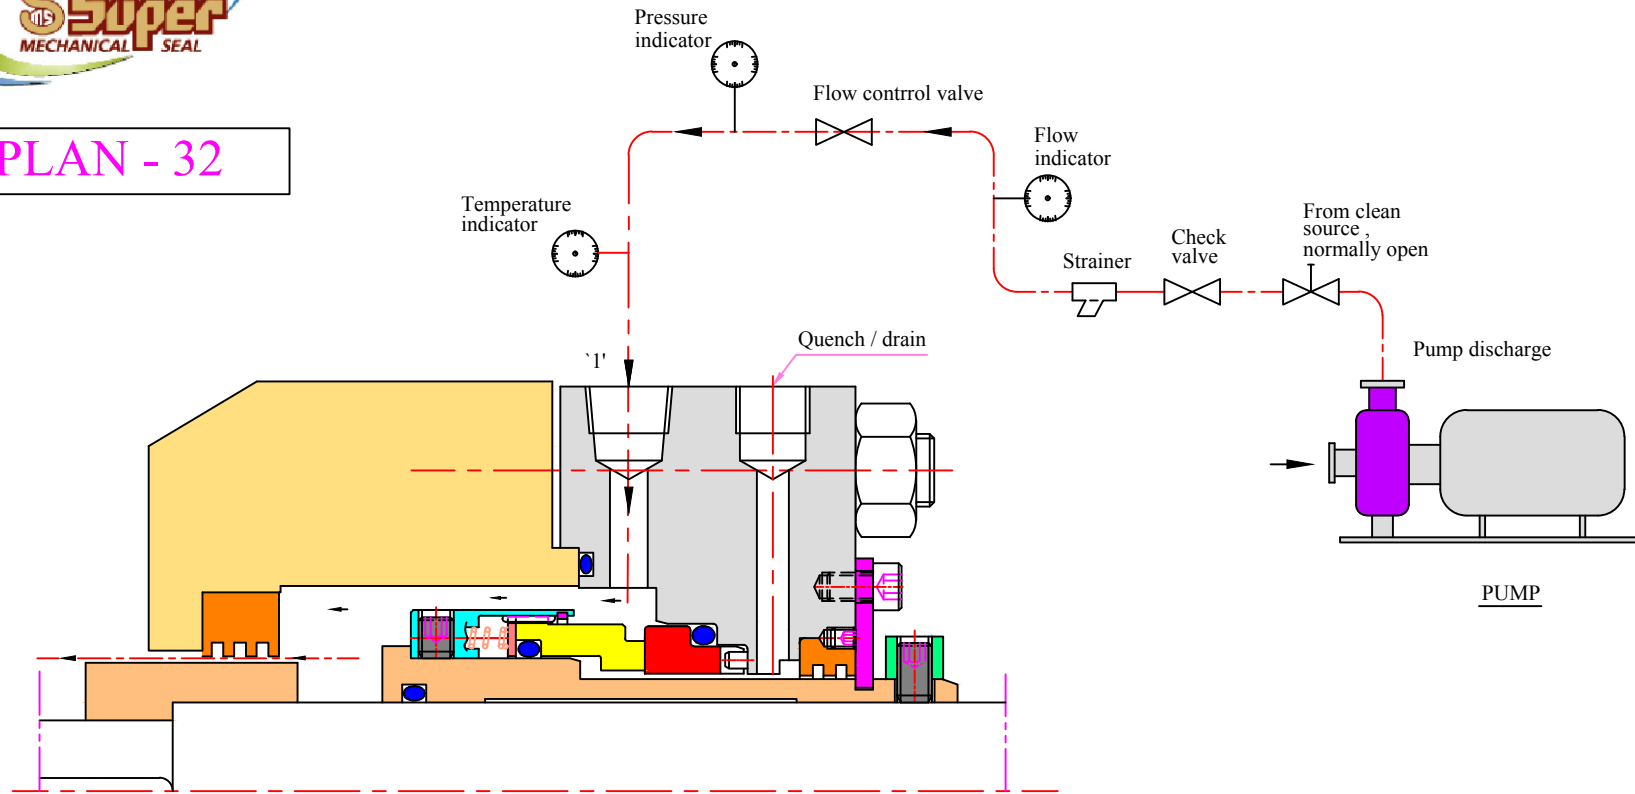 Super
ms
MECHANICAL SEAL
PLAN - 32
Pressure
indicator
Flow contrrol valve
Flow
indicator
Temperature
indicator
From clean
source ,
normally open
Check
valve
Strainer
Quench / drain
`1'
Pump discharge
PUMP